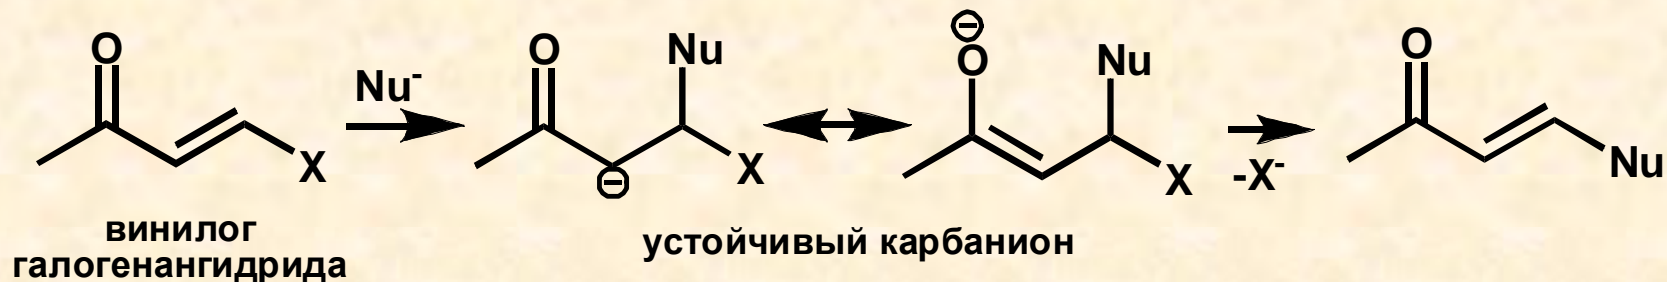 O
X
Nu⁻
O
Nu
X
⊖
⊖
O
Nu
X
-X⁻
O
Nu
винилог
галогенангидрида
устойчивый карбанион